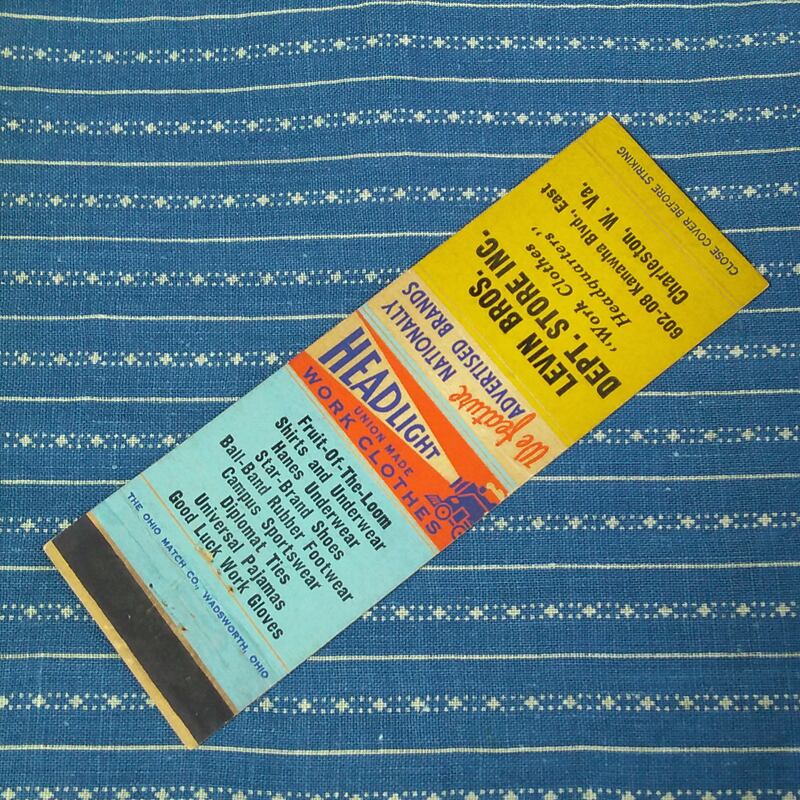 CLOSE COVER BEFORE STRIKING
LEVIN BROS.
DEPT. STORE INC.
"Work Clothes
Headquarters"
602-08 Kanawha Blvd., East
Charleston, W. Va.
We feature NATIONALLY
ADVERTISED BRANDS
HEADLIGHT
UNION MADE
WORK CLOTHES
Fruit-Of-The-Loom
Shirts and Underwear
Hanes Underwear
Star-Brand Shoes
Ball-Band Rubber Footwear
Campus Sportswear
Diplomat Ties
Universal Pajamas
Good Luck Work Gloves
THE OHIO MATCH CO., WADSWORTH, OHIO